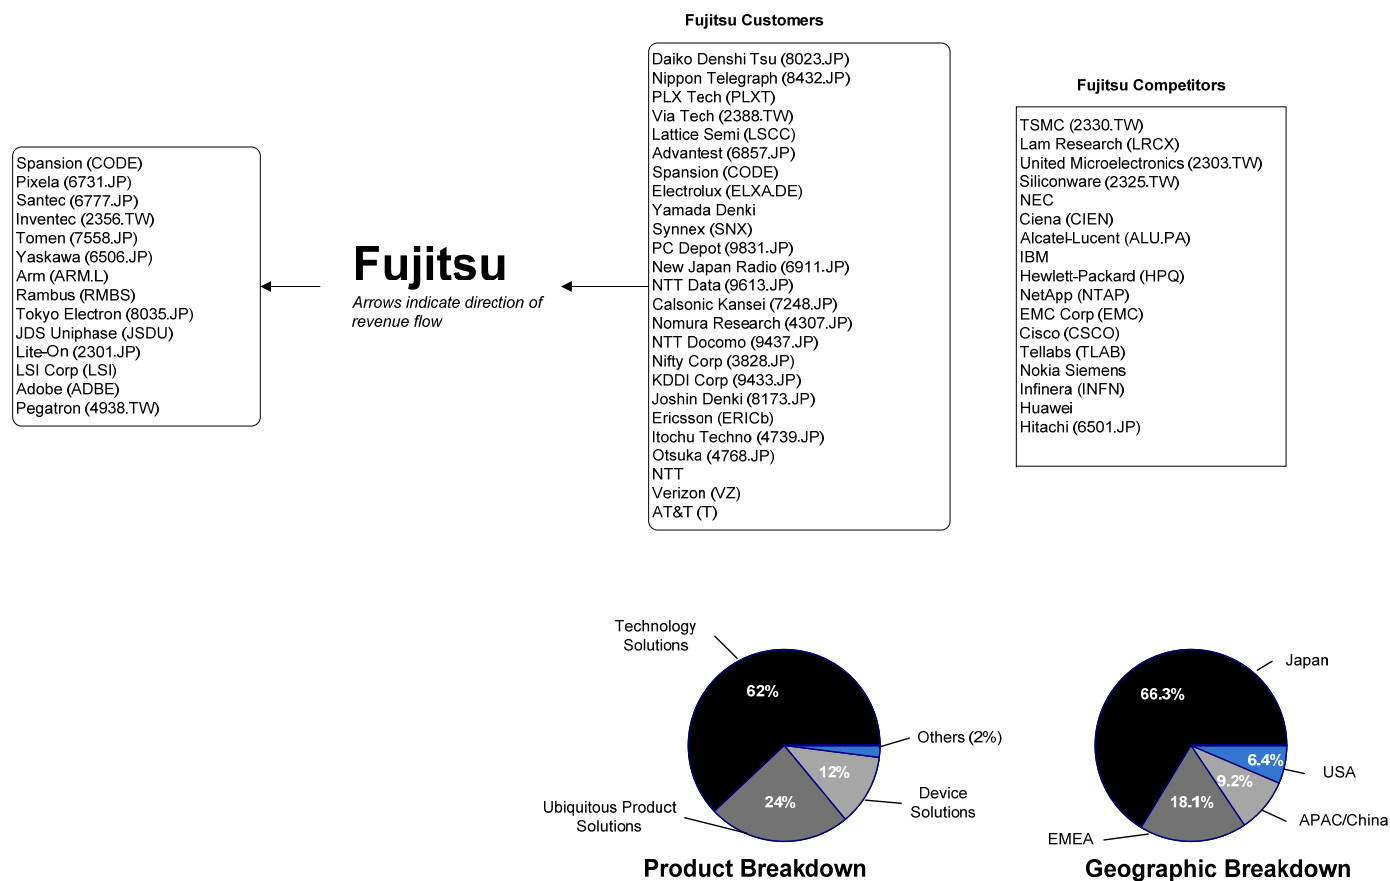 Fujitsu Customers
Daiko Denshi Tsu (8023.JP)
Nippon Telegraph (8432.JP)
PLX Tech (PLXT)
Via Tech (2388.TW)
Lattice Semi (LSCC)
Advantest (6857.JP)
Spansion (CODE)
Electrolux (ELXA.DE)
Yamada Denki
Synnex (SNX)
PC Depot (9831.JP)
New Japan Radio (6911.JP)
NTT Data (9613.JP)
Calsonic Kansei (7248.JP)
Nomura Research (4307.JP)
NTT Docomo (9437.JP)
Nifty Corp (3828.JP)
KDDI Corp (9433.JP)
Joshin Denki (8173.JP)
Ericsson (ERICb)
Itochu Techno (4739.JP)
Otsuka (4768.JP)
NTT
Verizon (VZ)
AT&T (T)
Fujitsu Competitors
TSMC (2330.TW)
Lam Research (LRCX)
United Microelectronics (2303.TW)
Siliconware (2325.TW)
NEC
Ciena (CIEN)
Alcatel-Lucent (ALU.PA)
IBM
Hewlett-Packard (HPQ)
NetApp (NTAP)
EMC Corp (EMC)
Cisco (CSCO)
Tellabs (TLAB)
Nokia Siemens
Infinera (INFN)
Huawei
Hitachi (6501.JP)
Spansion (CODE)
Pixela (6731.JP)
Santec (6777.JP)
Inventec (2356.TW)
Tomen (7558.JP)
Yaskawa (6506.JP)
Arm (ARM.L)
Rambus (RMBS)
Tokyo Electron (8035.JP)
JDS Uniphase (JSDU)
Lite-On (2301.JP)
LSI Corp (LSI)
Adobe (ADBE)
Pegatron (4938.TW)
Fujitsu
Arrows indicate direction of
revenue flow
Technology
Solutions
62%
Others (2%)
12%
Device
Solutions
24%
Ubiquitous Product
Solutions
Product Breakdown
Japan
66.3%
6.4%
USA
9.2%
APAC/China
18.1%
EMEA
Geographic Breakdown